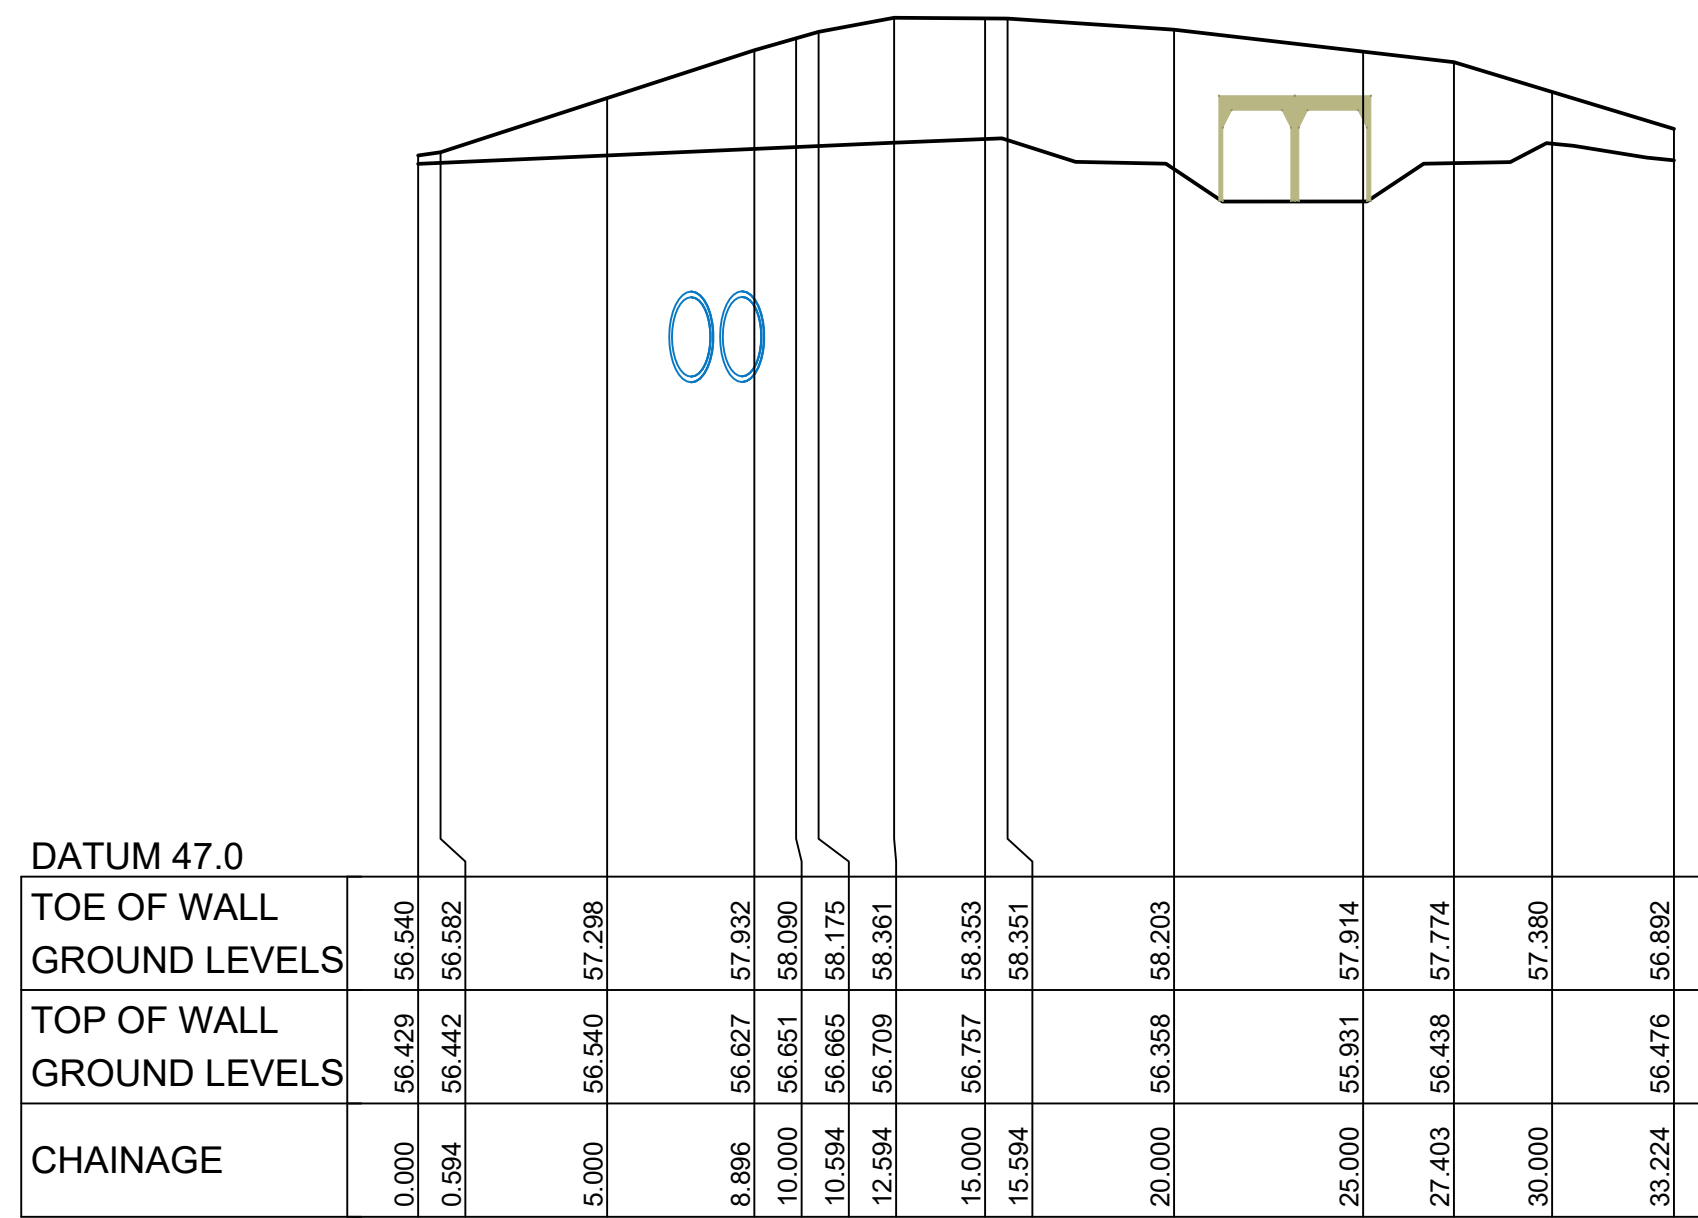 DATUM 47.0
TOE OF WALL
GROUND LEVELS
56.540 56.582 57.298 57.932 58.090 58.175 58.361 58.353 58.351 58.203 57.914 57.774 57.380 56.892
TOP OF WALL
GROUND LEVELS
56.429 56.442 56.540 56.627 56.651 56.665 56.709 56.757 56.358 55.931 56.438 56.476
CHAINAGE
0.000 0.594 5.000 8.896 10.000 10.594 12.594 15.000 15.594 20.000 25.000 27.403 30.000 33.224